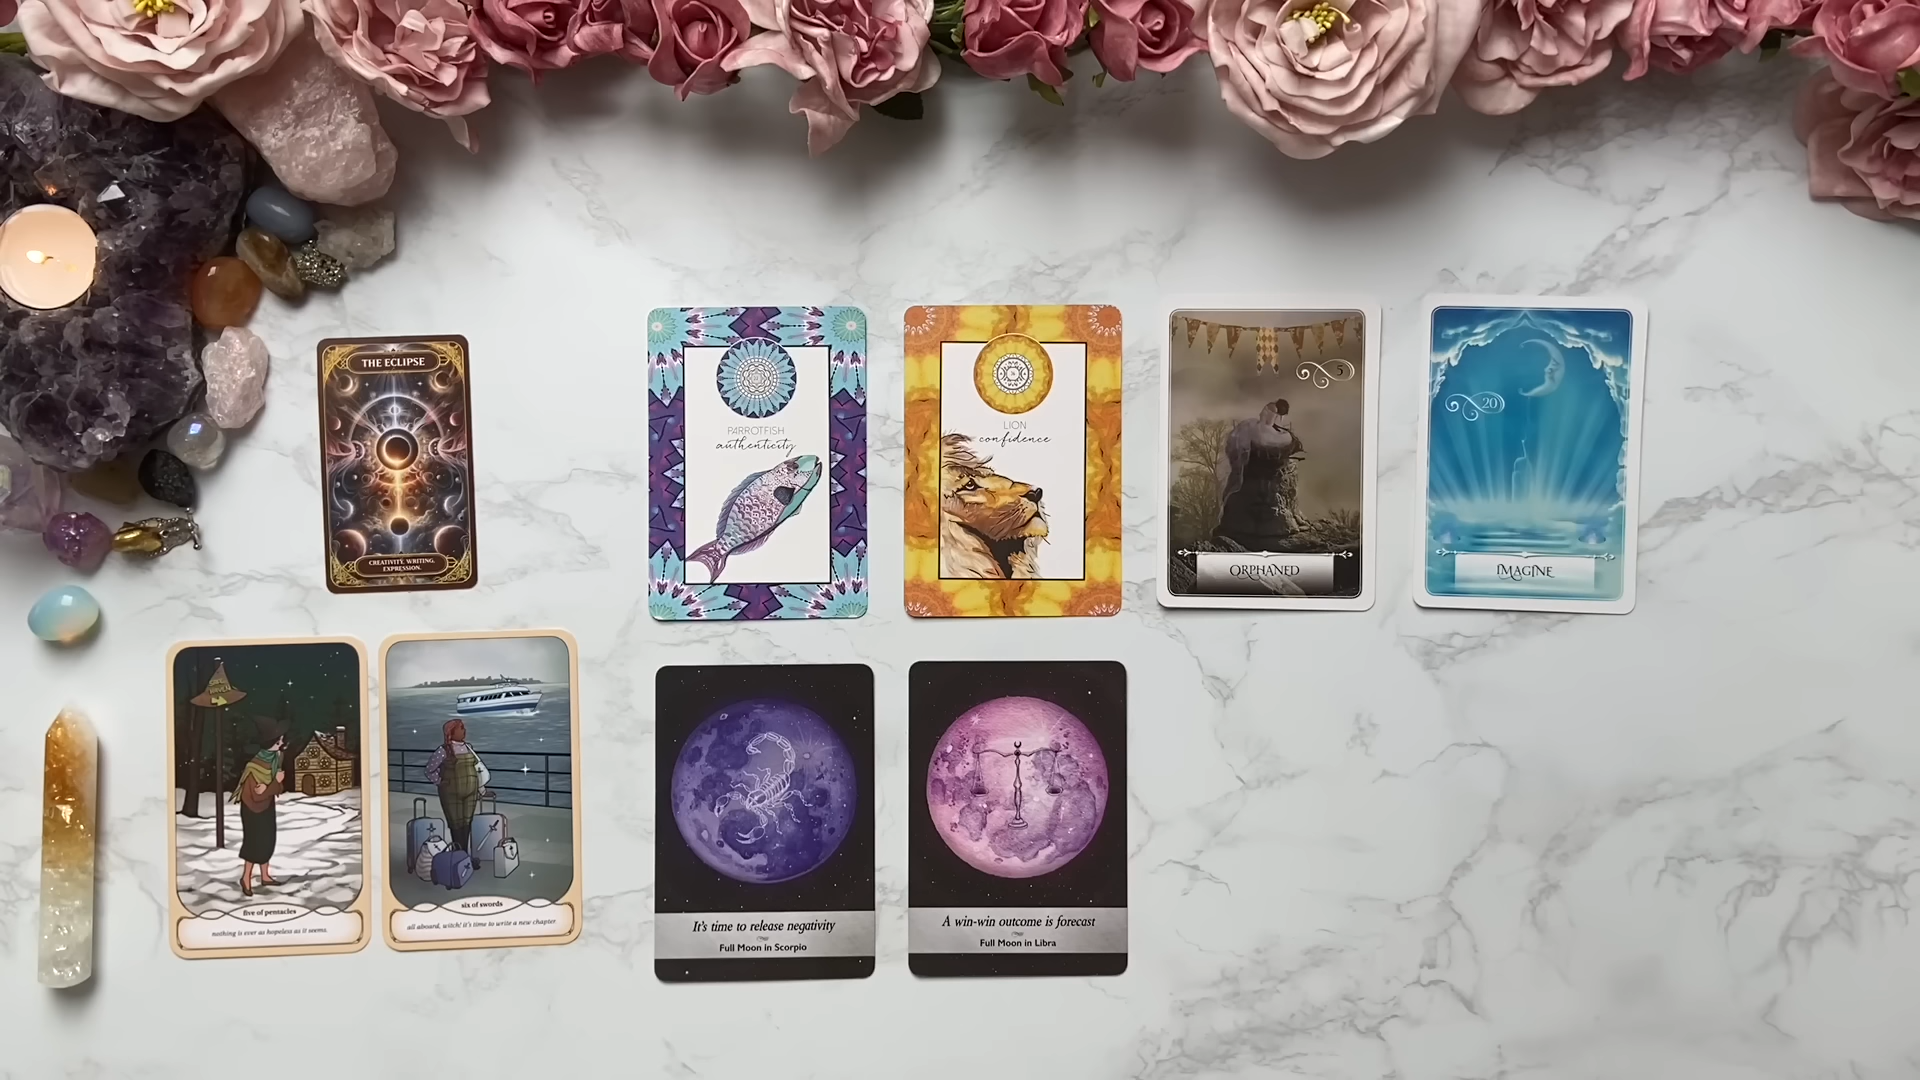 THE ECLIPSE
CREATIVITY, WRITING,
EXPRESSION.
PARROTFISH
authenticity
LION
confidence
5
ORPHANED
20
IMAGINE
SAFE
HAVEN
five of pentacles
nothing is ever as hopeless as it seems.
six of swords
all aboard, witch! it's time to write a new chapter
It's time to release negativity
Full Moon in Scorpio
A win-win outcome is forecast
Full Moon in Libra